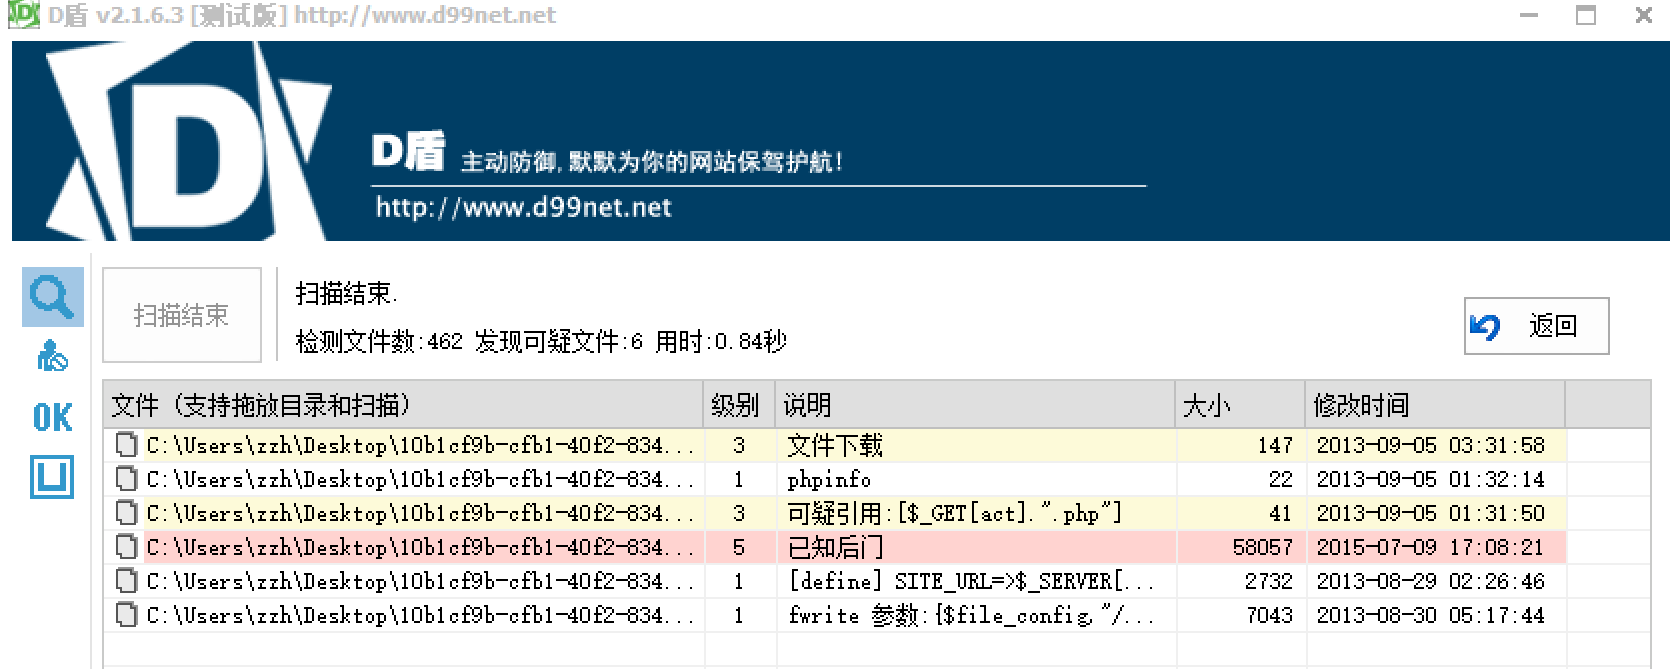 D盾 v2.1.6.3 [测试版] http://www.d99net.net
D
D盾 主动防御,默默为你的网站保驾护航!
http://www.d99net.net
扫描结束
扫描结束.
检测文件数:462 发现可疑文件:6 用时:0.84秒
返回
OK
文件 (支持拖放目录和扫描) 级别 说明 大小 修改时间
C:\Users\zzh\Desktop\10b1cf9b-cfb1-40f2-834... 3 文件下载 147 2013-09-05 03:31:58
C:\Users\zzh\Desktop\10b1cf9b-cfb1-40f2-834... 1 phpinfo 22 2013-09-05 01:32:14
C:\Users\zzh\Desktop\10b1cf9b-cfb1-40f2-834... 3 可疑引用:[$_GET[act].".php"] 41 2013-09-05 01:31:50
C:\Users\zzh\Desktop\10b1cf9b-cfb1-40f2-834... 5 已知后门 58057 2015-07-09 17:08:21
C:\Users\zzh\Desktop\10b1cf9b-cfb1-40f2-834... 1 [define] SITE_URL=>$_SERVER[... 2732 2013-08-29 02:26:46
C:\Users\zzh\Desktop\10b1cf9b-cfb1-40f2-834... 1 fwrite 参数:{$file_config,"/... 7043 2013-08-30 05:17:44